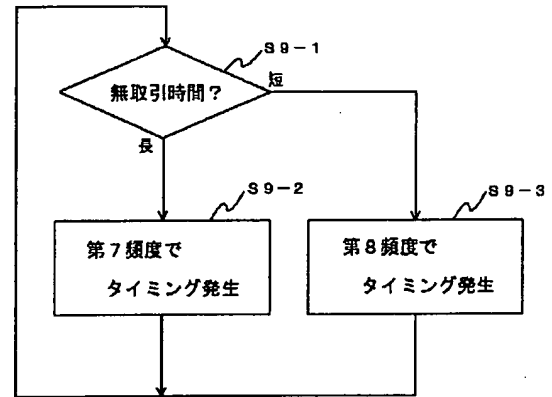 S9-1
無取引時間?
短
長
S9-2
第7頻度で
タイミング発生
S9-3
第8頻度で
タイミング発生